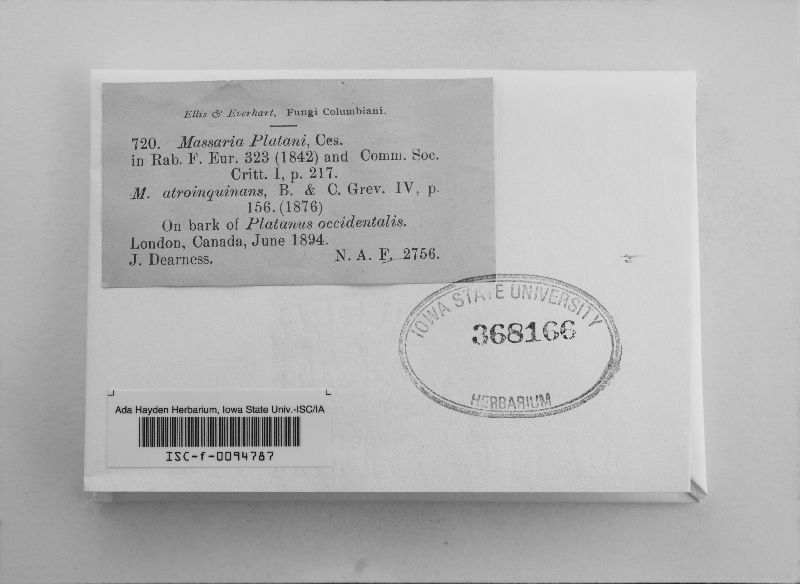 Ellis & Everhart, Fungi Columbiani.
720. Massaria Platani, Ces.
in Rab. F. Eur. 323 (1842) and Comm. Soc.
Critt. I, p. 217.
M. atroinquinans, B. & C. Grev. IV, p.
156. (1876)
On bark of Platanus occidentalis.
London, Canada, June 1894.
J. Dearness. N. A. F. 2756.
IOWA STATE UNIVERSITY
368166
HERBARIUM
Ada Hayden Herbarium, Iowa State Univ.-ISC/IA
ISC-f-0094787